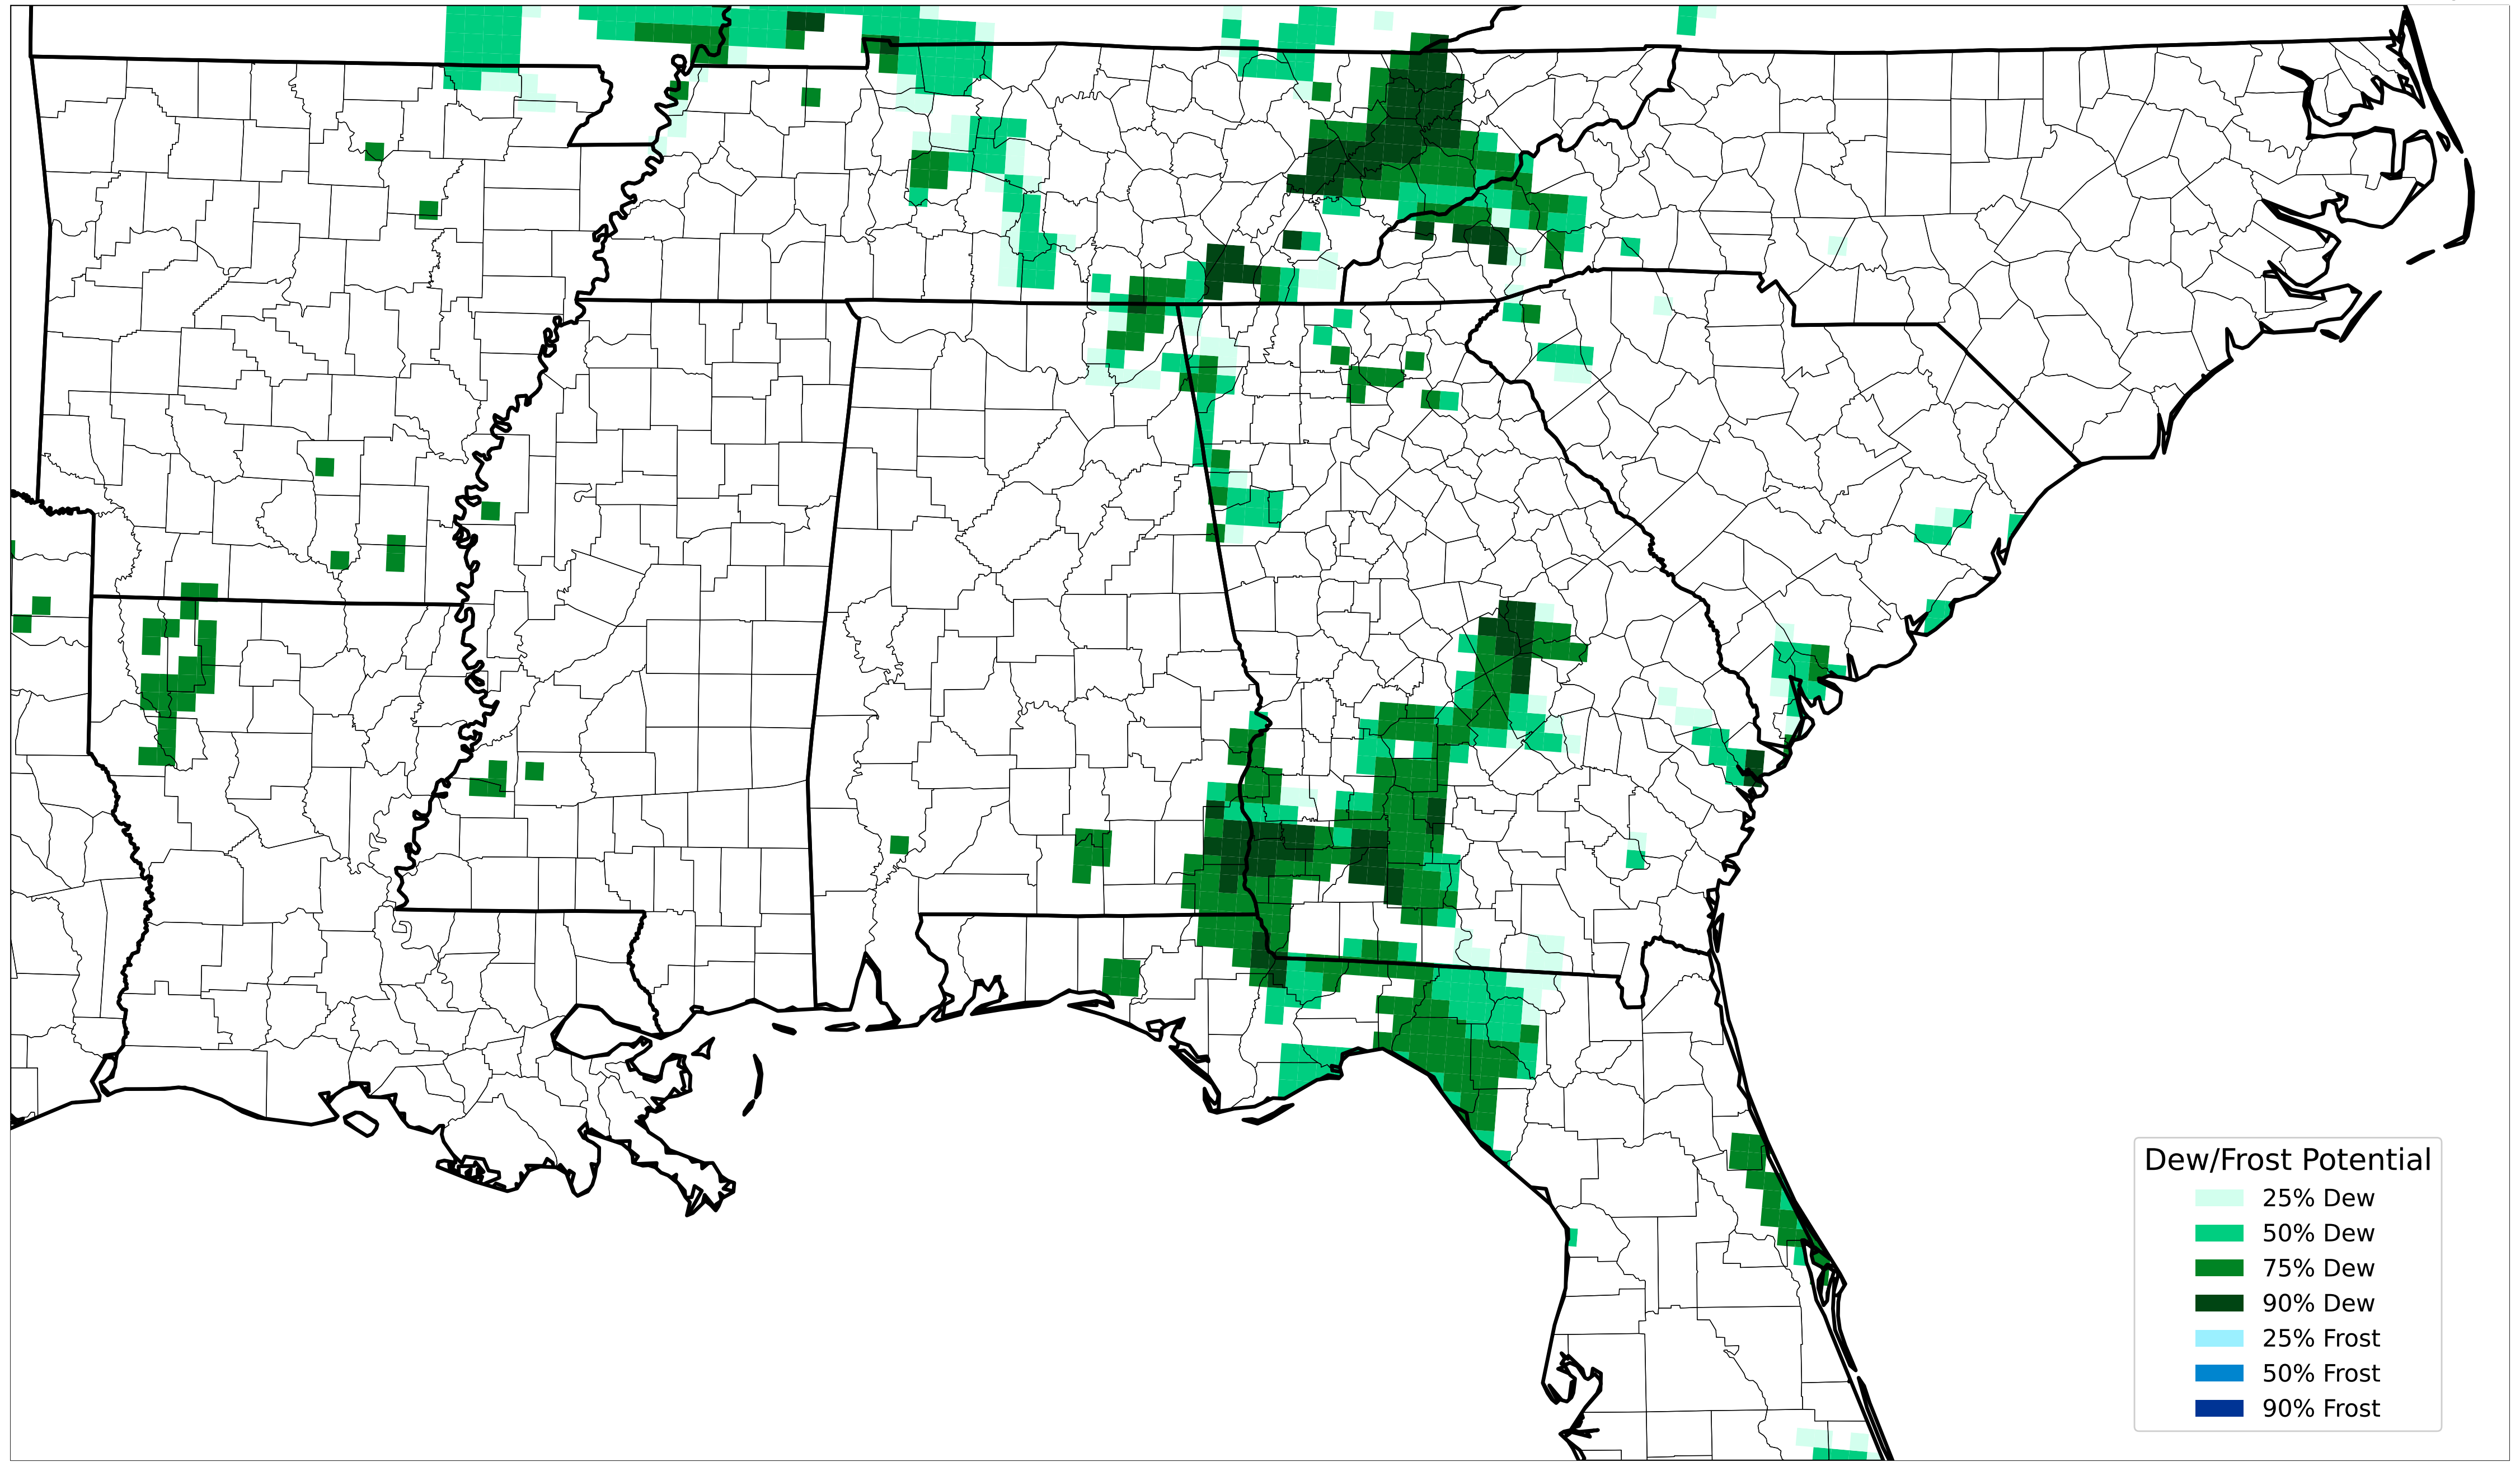 Dew/Frost Potential
25% Dew
50% Dew
75% Dew
90% Dew
25% Frost
50% Frost
90% Frost